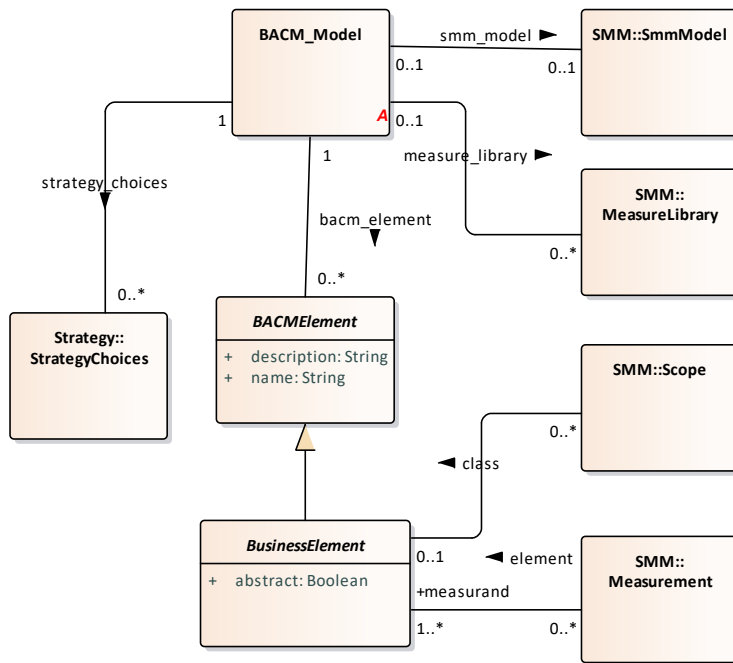 BACM_Model
smm_model
SMM::SmmModel
0..1
0..1
A
0..1
1
1
measure_library
SMM::
MeasureLibrary
strategy_choices
bacm_element
0..*
0..*
0..*
BACMElement
+ description: String
+ name: String
Strategy::
StrategyChoices
SMM::Scope
0..*
class
BusinessElement
+ abstract: Boolean
0..1
element
SMM::
Measurement
+measurand
1..*
0..*